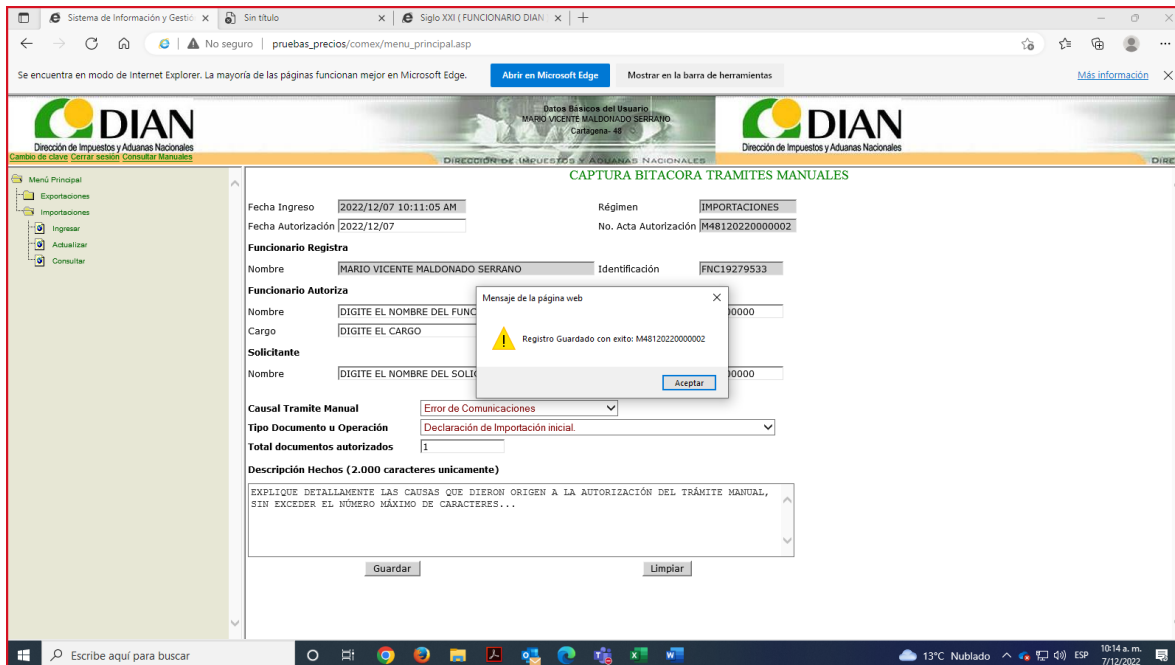 Sistema de Información y Gestió
Sin título
Siglo XXI ( FUNCIONARIO DIAN
No seguro | pruebas_precios/comex/menu_principal.asp
Se encuentra en modo de Internet Explorer. La mayoría de las páginas funcionan mejor en Microsoft Edge.
Abrir en Microsoft Edge
Mostrar en la barra de herramientas
Más información
DIAN
Dirección de Impuestos y Aduanas Nacionales
Cambio de clave Cerrar sesión Consultar Manuales
Datos Básicos del Usuario
MARIO VICENTE MALDONADO SERRANO
Cartagena- 48
DIRECCIÓN DE IMPUESTOS Y ADUANAS NACIONALES
DIAN
Dirección de Impuestos y Aduanas Nacionales
DIRE
Menú Principal
Exportaciones
Importaciones
Ingresar
Actualizar
Consultar
CAPTURA BITACORA TRAMITES MANUALES
Fecha Ingreso 2022/12/07 10:11:05 AM Régimen IMPORTACIONES
Fecha Autorización 2022/12/07 No. Acta Autorización M48120220000002
Funcionario Registra
Nombre MARIO VICENTE MALDONADO SERRANO Identificación FNC19279533
Funcionario Autoriza
Nombre DIGITE EL NOMBRE DEL FUNC 00000
Cargo DIGITE EL CARGO
Solicitante
Nombre DIGITE EL NOMBRE DEL SOLI 00000
Mensaje de la página web
Registro Guardado con exito: M48120220000002
Aceptar
Causal Tramite Manual Error de Comunicaciones
Tipo Documento u Operación Declaración de Importación inicial.
Total documentos autorizados 1
Descripción Hechos (2.000 caracteres unicamente)
EXPLIQUE DETALLAMENTE LAS CAUSAS QUE DIERON ORIGEN A LA AUTORIZACIÓN DEL TRÁMITE MANUAL,
SIN EXCEDER EL NÚMERO MÁXIMO DE CARACTERES...
Guardar
Limpiar
Escribe aquí para buscar
13°C Nublado
ESP
10:14 a. m.
7/12/2022